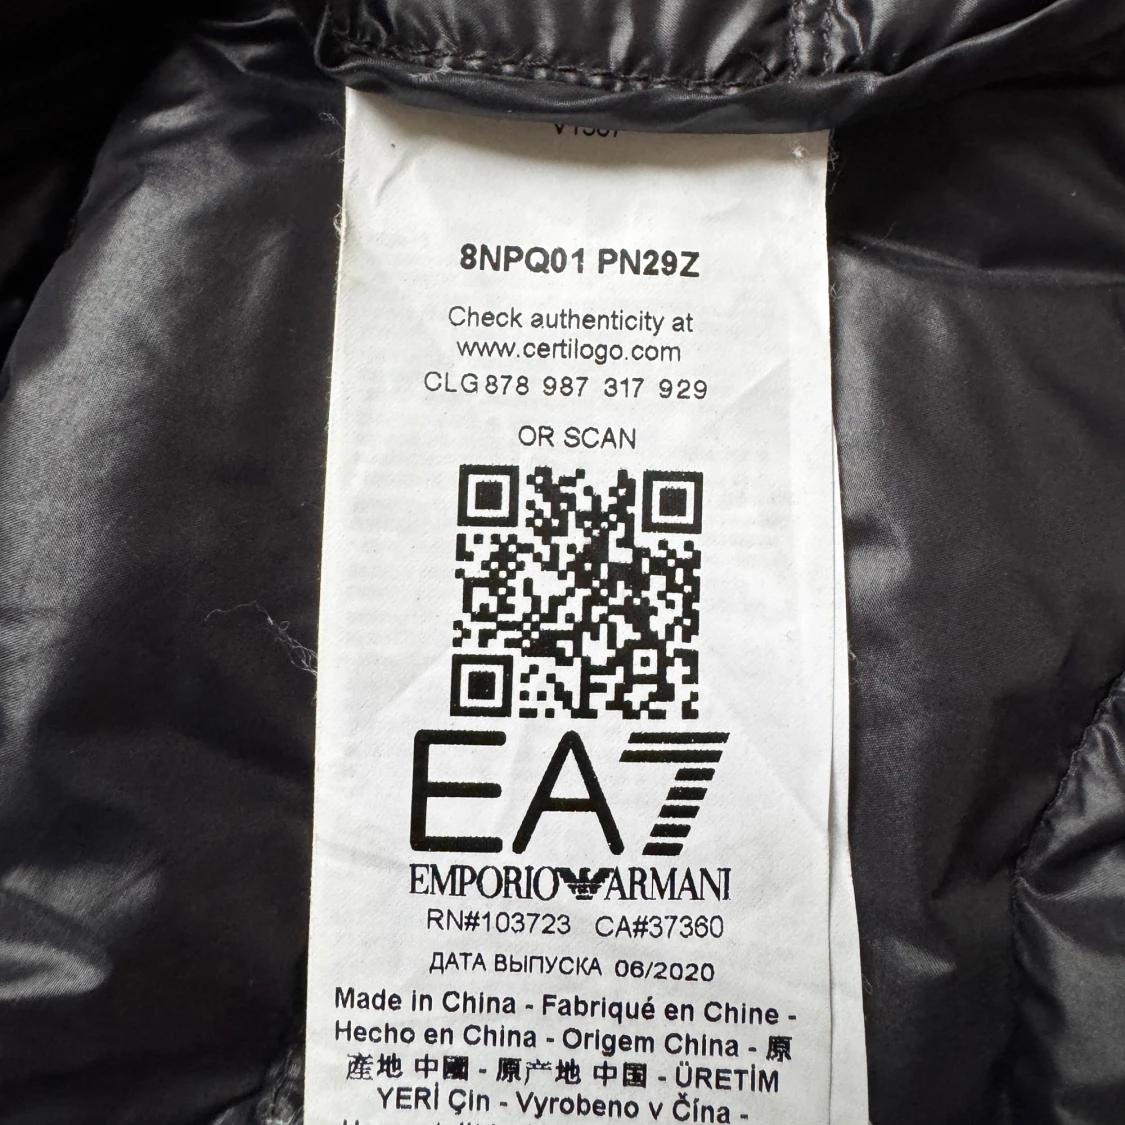 V1567
8NPQ01 PN29Z
Check authenticity at
www.certilogo.com
CLG 878 987 317 929
OR SCAN
EA7
EMPORIO ARMANI
RN#103723 CA#37360
ДАТА ВЫПУСКА 06/2020
Made in China - Fabriqué en Chine -
Hecho en China - Origem China - 原
產地 中國 - 原产地 中国 - ÜRETİM
YERİ Çin - Vyrobeno v Čína -